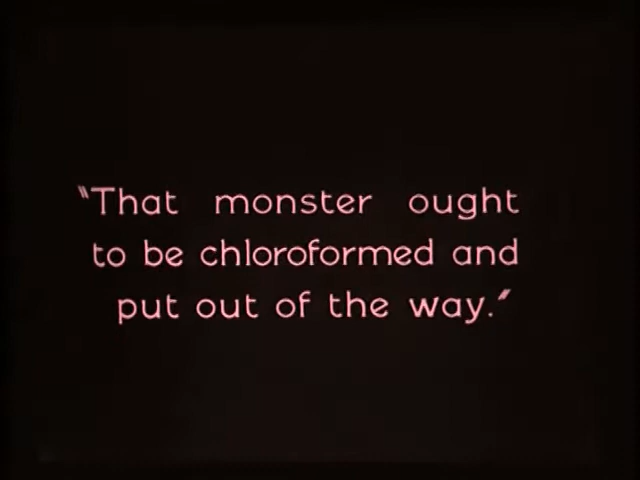 "That monster ought
to be chloroformed and
put out of the way."